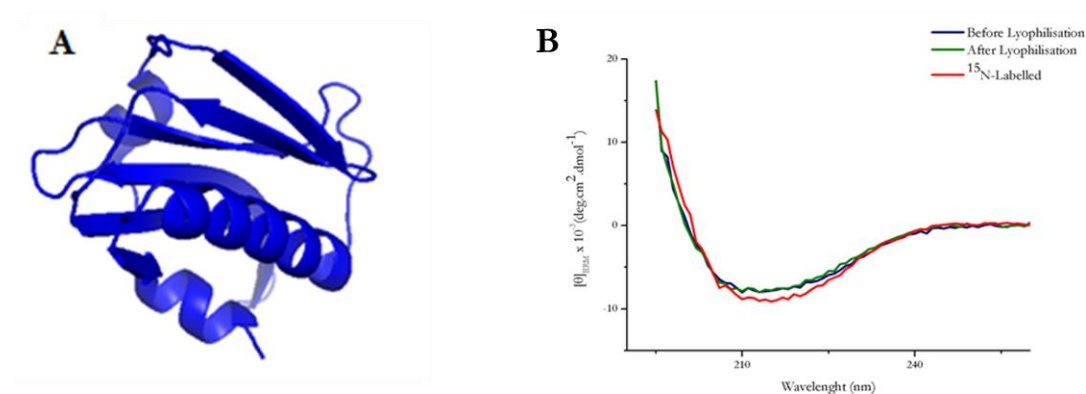 A
B
Before Lyophilisation
After Lyophilisation
¹⁵N-Labelled
20
10
0
-10
[θ] x 10⁻³(deg.cm².dmol⁻¹)
210
240
Wavelenght (nm)